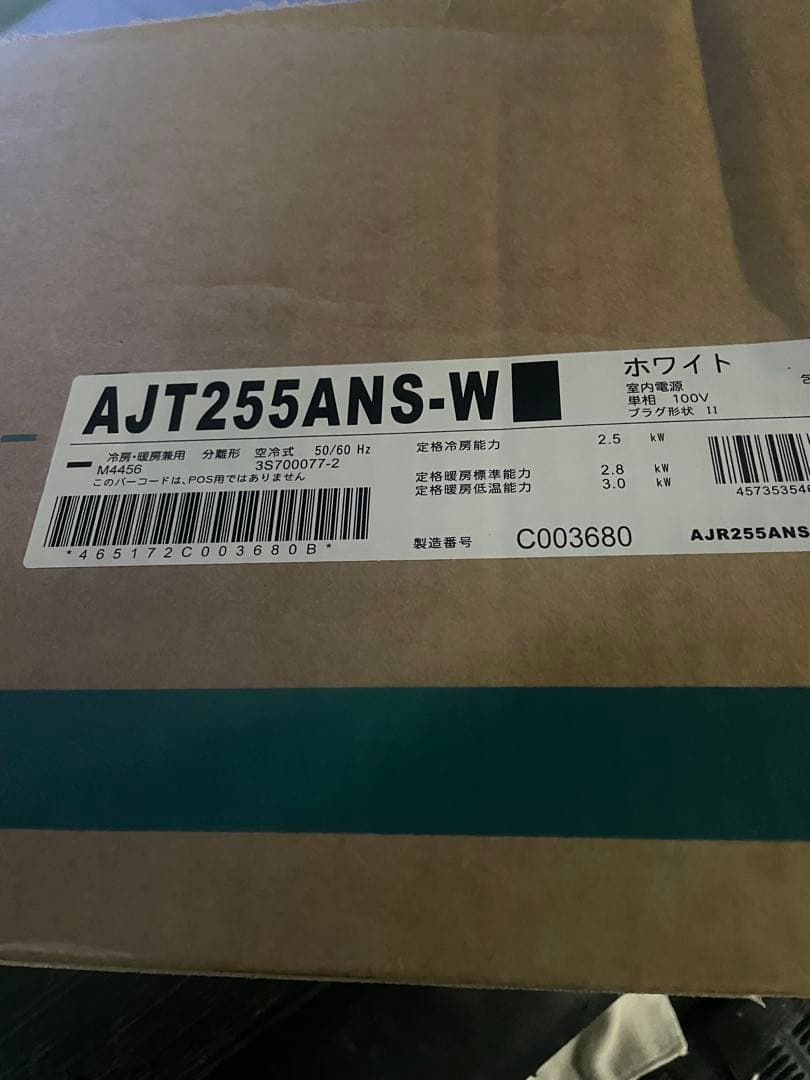 AJT255ANS-W
冷房・暖房兼用 分離形 空冷式 50/60 Hz
M4456 3S700077-2
このバーコードは、POS用ではありません
*465172C003680B*
ホワイト
室内電源
単相 100V
プラグ形状 II
定格冷房能力 2.5 kW
定格暖房標準能力 2.8 kW
定格暖房低温能力 3.0 kW
製造番号 C003680
AJR255ANS